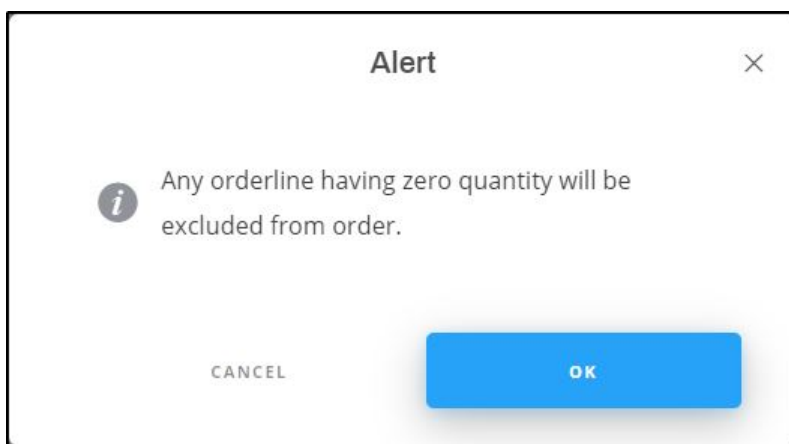 Alert
Any orderline having zero quantity will be
excluded from order.
CANCEL
OK